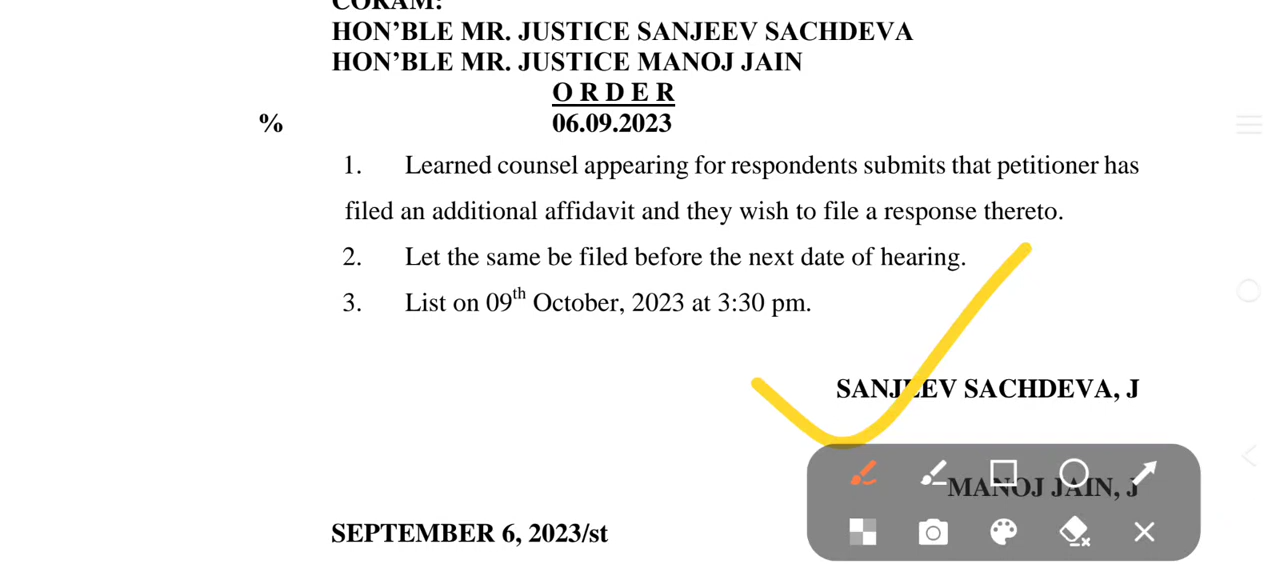 CORAM:
HON'BLE MR. JUSTICE SANJEEV SACHDEVA
HON'BLE MR. JUSTICE MANOJ JAIN
O R D E R
% 06.09.2023
1. Learned counsel appearing for respondents submits that petitioner has
filed an additional affidavit and they wish to file a response thereto.
2. Let the same be filed before the next date of hearing.
3. List on 09th October, 2023 at 3:30 pm.
SANJEEV SACHDEVA, J
MANOJ JAIN, J
SEPTEMBER 6, 2023/st